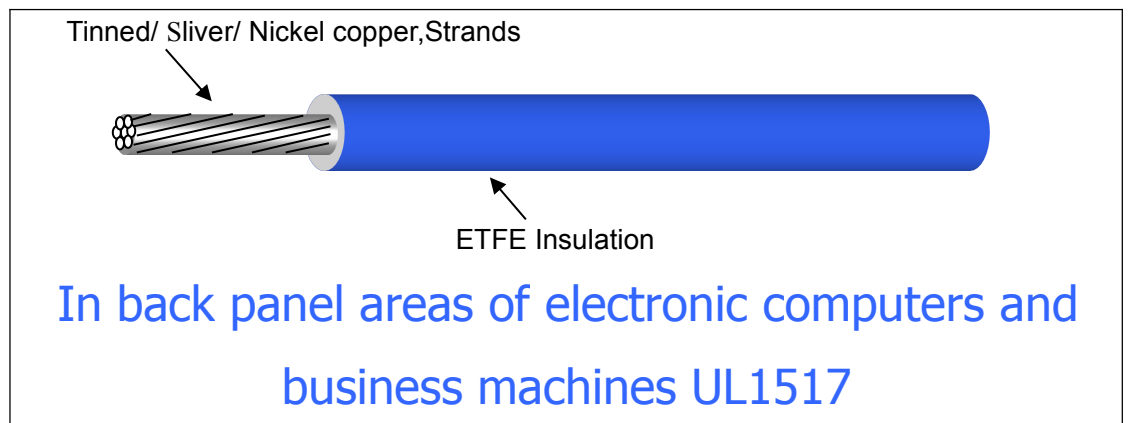 Tinned/ Sliver/ Nickel copper,Strands
ETFE Insulation
In back panel areas of electronic computers and
business machines UL1517